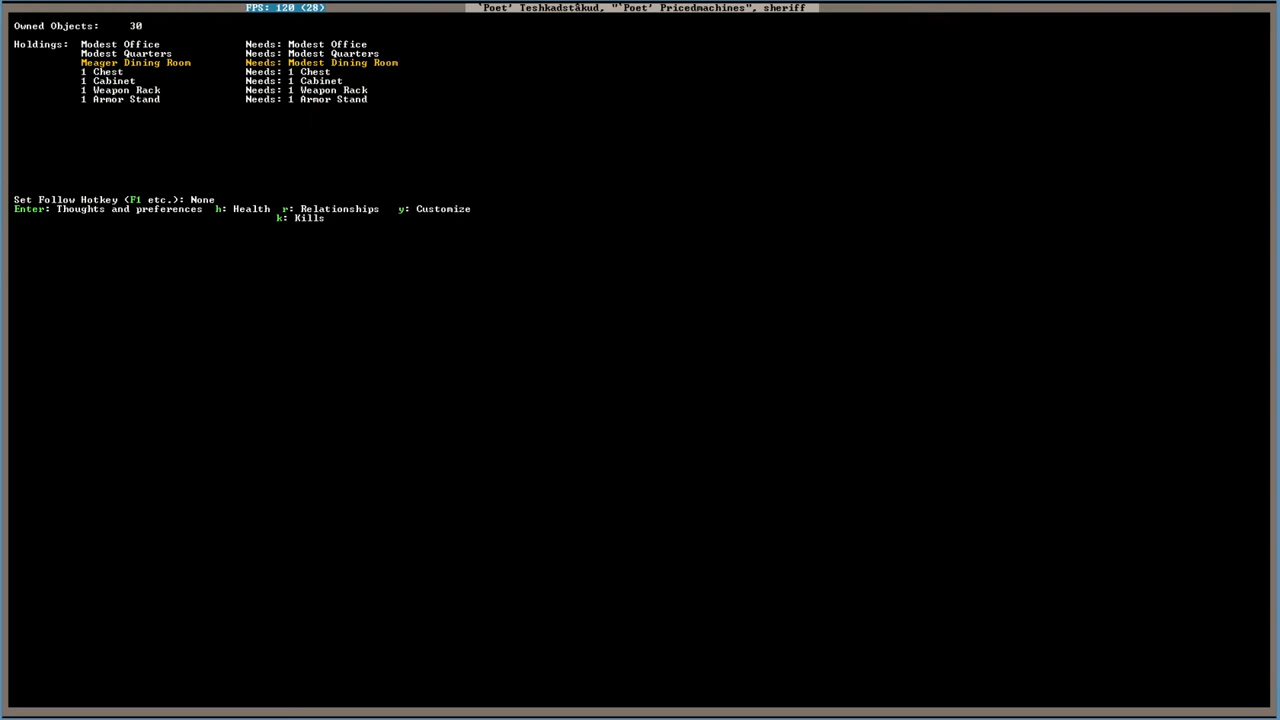 FPS: 120 (28) `Poet' Teshkadstâkud, "`Poet' Pricedmachines", sheriff
Owned Objects: 30
Holdings: Modest Office Needs: Modest Office
Modest Quarters Needs: Modest Quarters
Meager Dining Room Needs: Modest Dining Room
1 Chest Needs: 1 Chest
1 Cabinet Needs: 1 Cabinet
1 Weapon Rack Needs: 1 Weapon Rack
1 Armor Stand Needs: 1 Armor Stand
Set Follow Hotkey (F1 etc.): None
Enter: Thoughts and preferences h: Health r: Relationships y: Customize
k: Kills